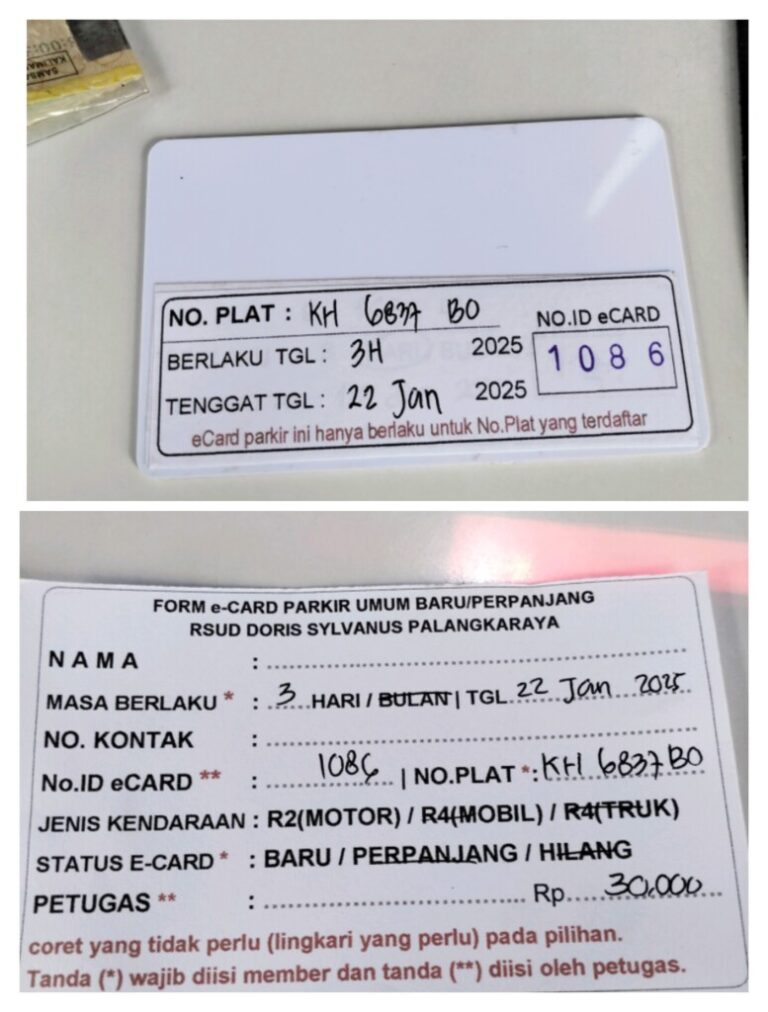 NO. PLAT : KH 6837 BO
NO.ID eCARD
BERLAKU TGL : 3H 2025
1086
TENGGAT TGL : 22 Jan 2025
eCard parkir ini hanya berlaku untuk No.Plat yang terdaftar
FORM e-CARD PARKIR UMUM BARU/PERPANJANG
RSUD DORIS SYLVANUS PALANGKARAYA
NAMA :
MASA BERLAKU * : 3 HARI / BULAN | TGL 22 Jan 2025
NO. KONTAK :
No.ID eCARD ** : 1086 | NO.PLAT *: KH 6837 BO
JENIS KENDARAAN : R2(MOTOR) / R4(MOBIL) / R4(TRUK)
STATUS E-CARD * : BARU / PERPANJANG / HILANG
PETUGAS ** : Rp. 30.000
coret yang tidak perlu (lingkari yang perlu) pada pilihan.
Tanda (*) wajib diisi member dan tanda (**) diisi oleh petugas.